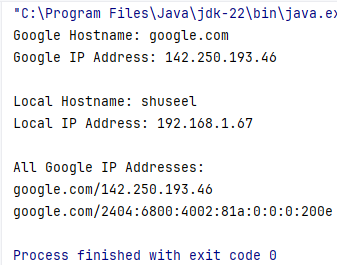 "C:\Program Files\Java\jdk-22\bin\java.ex
Google Hostname: google.com
Google IP Address: 142.250.193.46
Local Hostname: shuseel
Local IP Address: 192.168.1.67
All Google IP Addresses:
google.com/142.250.193.46
google.com/2404:6800:4002:81a:0:0:0:200e
Process finished with exit code 0